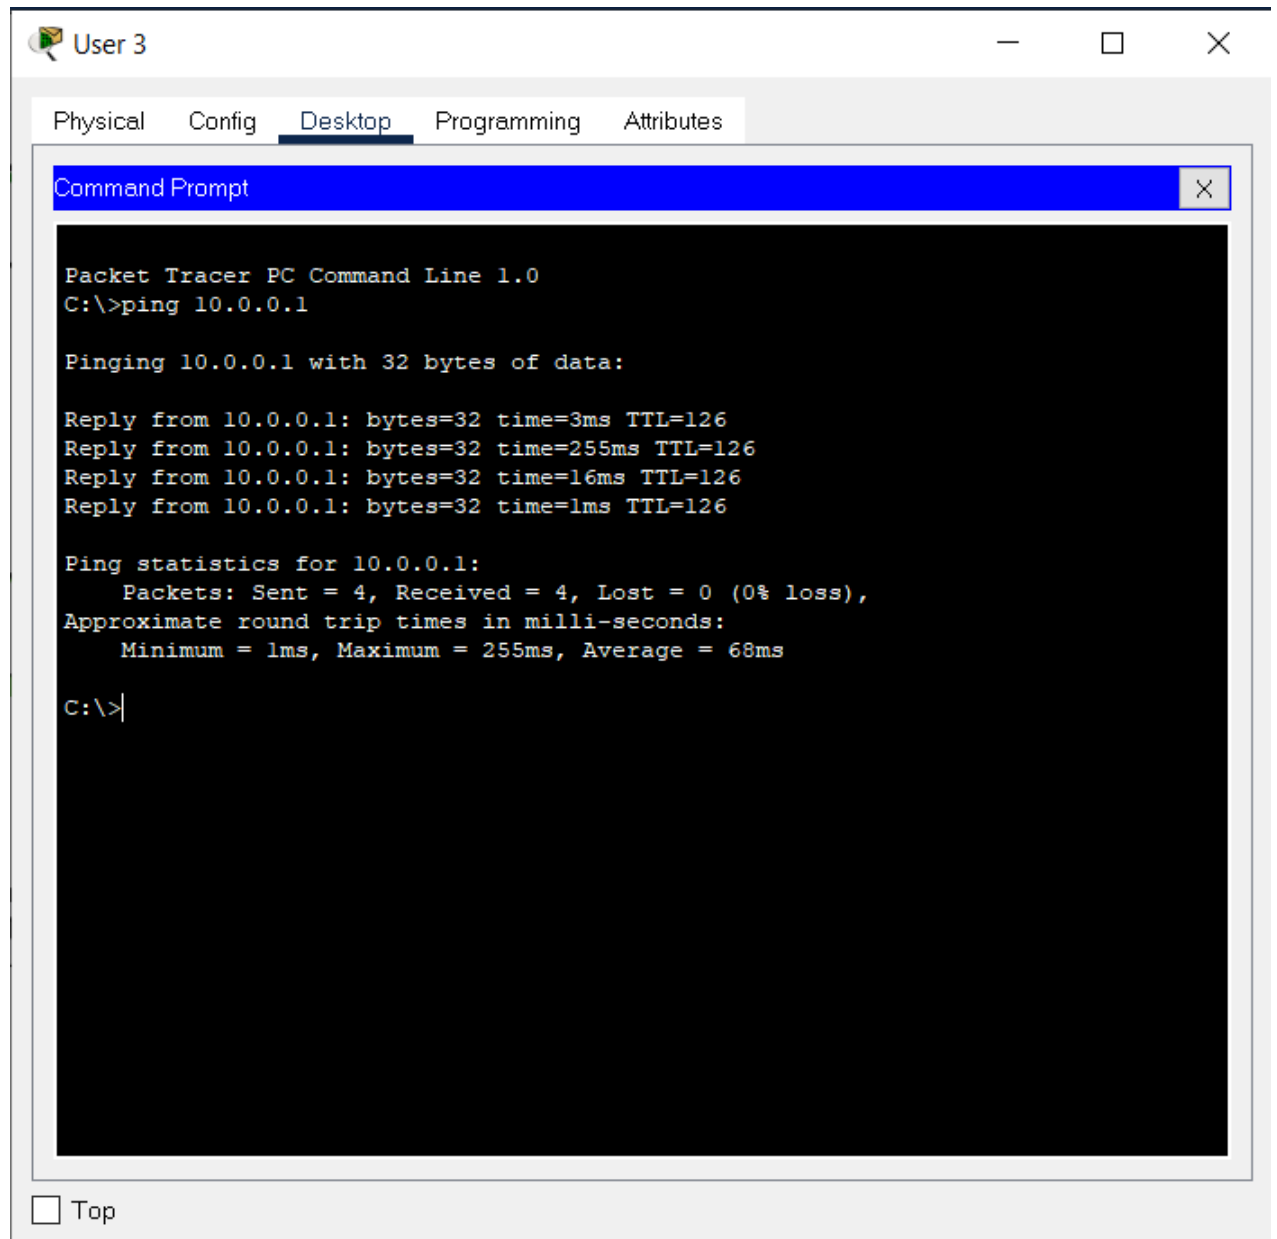 User 3
Physical Config Desktop Programming Attributes
Command Prompt X
Packet Tracer PC Command Line 1.0
C:\>ping 10.0.0.1
Pinging 10.0.0.1 with 32 bytes of data:
Reply from 10.0.0.1: bytes=32 time=3ms TTL=126
Reply from 10.0.0.1: bytes=32 time=255ms TTL=126
Reply from 10.0.0.1: bytes=32 time=16ms TTL=126
Reply from 10.0.0.1: bytes=32 time=1ms TTL=126
Ping statistics for 10.0.0.1:
Packets: Sent = 4, Received = 4, Lost = 0 (0% loss),
Approximate round trip times in milli-seconds:
Minimum = 1ms, Maximum = 255ms, Average = 68ms
C:\>
Top